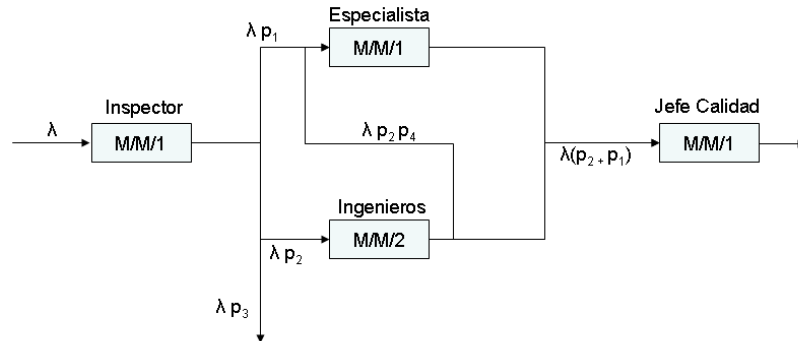 Especialista
λ p₁
M/M/1
Inspector
Jefe Calidad
λ
M/M/1
λ p₂ p₄
M/M/1
λ(p₂ + p₁)
Ingenieros
M/M/2
λ p₂
λ p₃